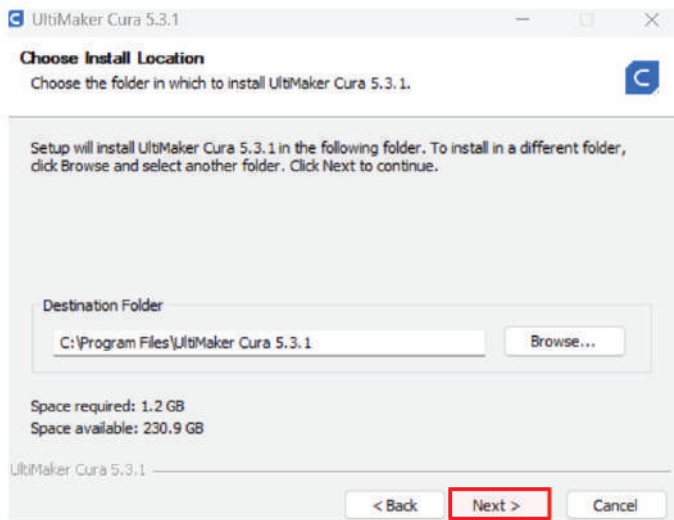 UltiMaker Cura 5.3.1
Choose Install Location
Choose the folder in which to install UltiMaker Cura 5.3.1.
Setup will install UltiMaker Cura 5.3.1 in the following folder. To install in a different folder,
click Browse and select another folder. Click Next to continue.
Destination Folder
C:\Program Files\UltiMaker Cura 5.3.1
Browse...
Space required: 1.2 GB
Space available: 230.9 GB
UltiMaker Cura 5.3.1
< Back Next > Cancel